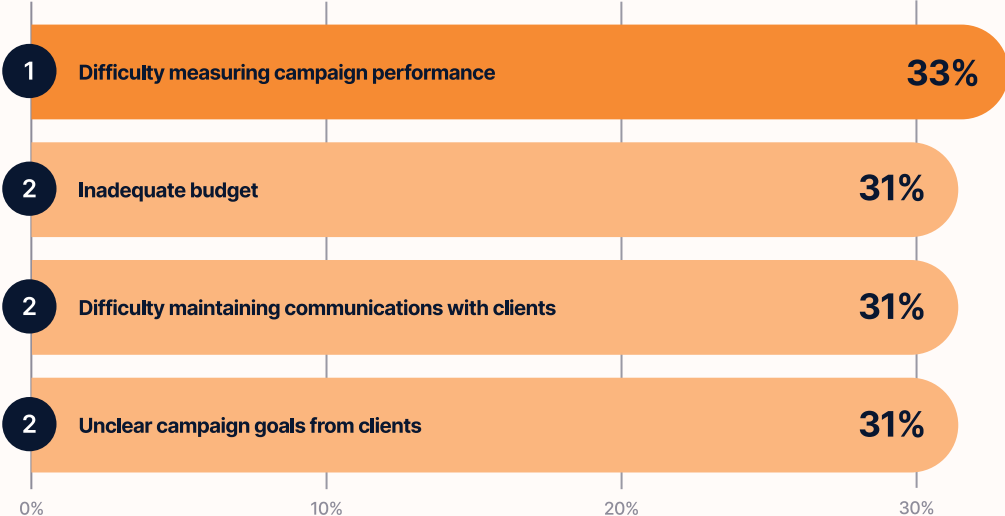 1 Difficulty measuring campaign performance 33%
2 Inadequate budget 31%
2 Difficulty maintaining communications with clients 31%
2 Unclear campaign goals from clients 31%
0% 10% 20% 30%